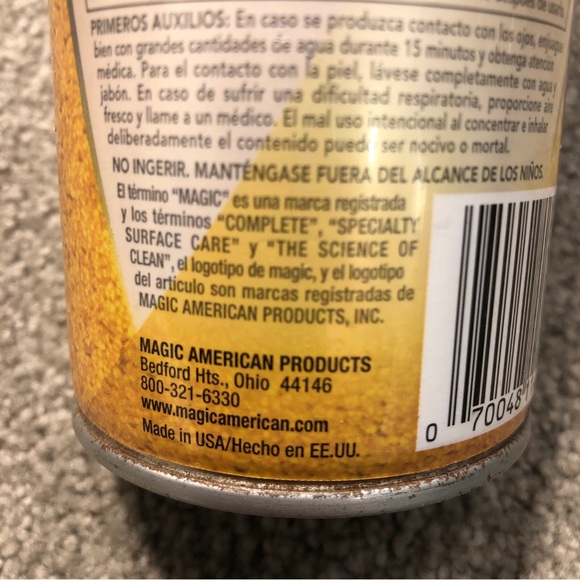 después de usarlo
PRIMEROS AUXILIOS: En caso se produzca contacto con los ojos, enjuague
bien con grandes cantidades de agua durante 15 minutos y obtenga atención
médica. Para el contacto con la piel, lávese completamente con agua y
jabón. En caso de sufrir una dificultad respiratoria, proporcione aire
fresco y llame a un médico. El mal uso intencional al concentrar e inhalar
deliberadamente el contenido puede ser nocivo o mortal.
NO INGERIR. MANTÉNGASE FUERA DEL ALCANCE DE LOS NIÑOS.
El término "MAGIC" es una marca registrada
y los términos "COMPLETE", "SPECIALTY
SURFACE CARE" y "THE SCIENCE OF
CLEAN", el logotipo de magic, y el logotipo
del artículo son marcas registradas de
MAGIC AMERICAN PRODUCTS, INC.
MAGIC AMERICAN PRODUCTS
Bedford Hts., Ohio 44146
800-321-6330
www.magicamerican.com
Made in USA/Hecho en EE.UU.
0 70048